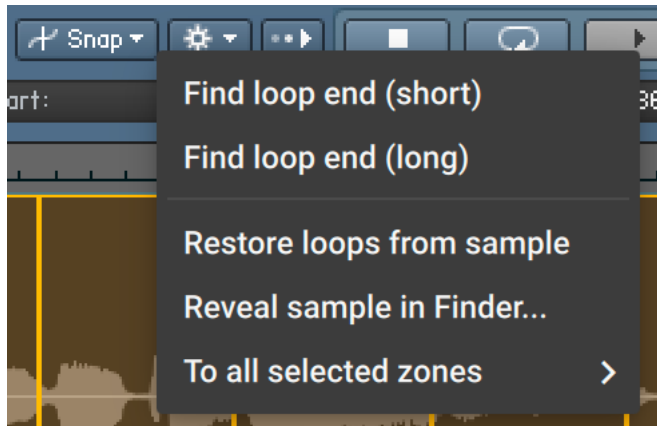 Snap
art:
36
Find loop end (short)
Find loop end (long)
Restore loops from sample
Reveal sample in Finder...
To all selected zones